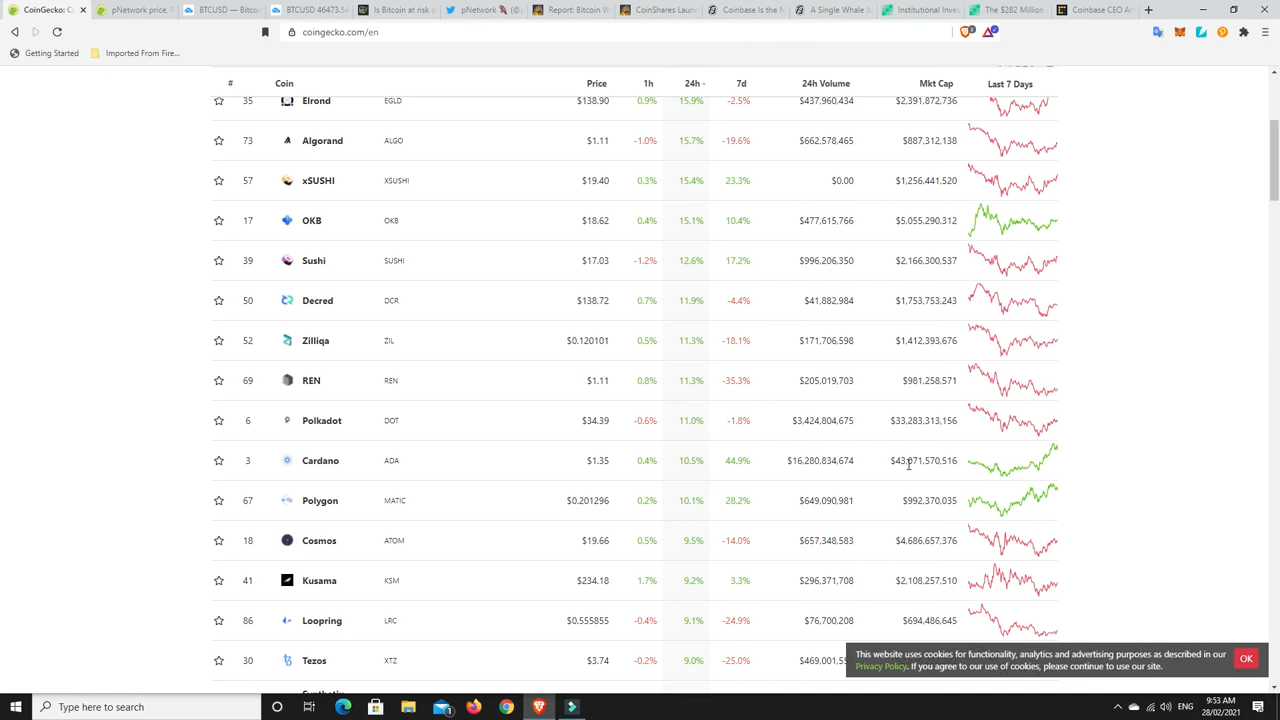 CoinGecko: C
pNetwork price, P
BTCUSD — Bitcoi
BTCUSD 46473.54
Is Bitcoin at risk o
pNetwork
(@p
Report: Bitcoin W
CoinShares Launc
Coinbase Is the N
A Single Whale Ju
Institutional Inves
The $282 Million
Coinbase CEO Ar
coingecko.com/en
Getting Started
Imported From Fire...
# Coin Price 1h 24h 7d 24h Volume Mkt Cap Last 7 Days
35 Elrond EGLD $138.90 0.9% 15.9% -2.5% $437,960,434 $2,391,872,736
73 Algorand ALGO $1.11 -1.0% 15.7% -19.6% $662,578,465 $887,312,138
57 xSUSHI XSUSHI $19.40 0.3% 15.4% 23.3% $0.00 $1,256,441,520
17 OKB OKB $18.62 0.4% 15.1% 10.4% $477,615,766 $5,055,290,312
39 Sushi SUSHI $17.03 -1.2% 12.6% 17.2% $996,206,350 $2,166,300,537
50 Decred DCR $138.72 0.7% 11.9% -4.4% $41,882,984 $1,753,753,243
52 Zilliqa ZIL $0.120101 0.5% 11.3% -18.1% $171,706,598 $1,412,393,676
69 REN REN $1.11 0.8% 11.3% -35.3% $205,019,703 $981,258,571
6 Polkadot DOT $34.39 -0.6% 11.0% -1.8% $3,424,804,675 $33,283,313,156
3 Cardano ADA $1.35 0.4% 10.5% 44.9% $16,280,834,674
67 Polygon MATIC $0.201296 0.2% 10.1% 28.2% $649,090,981 $992,370,035
18 Cosmos ATOM $19.66 0.5% 9.5% -14.0% $657,348,583 $4,686,657,376
41 Kusama KSM $234.18 1.7% 9.2% 3.3% $296,371,708 $2,108,257,510
86 Loopring LRC $0.555855 -0.4% 9.1% -24.9% $76,700,208 $694,486,645
30 Tezos XTZ $3.74 -0.2% 9.0% -25.0%
This website uses cookies for functionality, analytics and advertising purposes as described in our
Privacy Policy. If you agree to our use of cookies, please continue to use our site.
OK
Type here to search
ENG
9:53 AM
28/02/2021